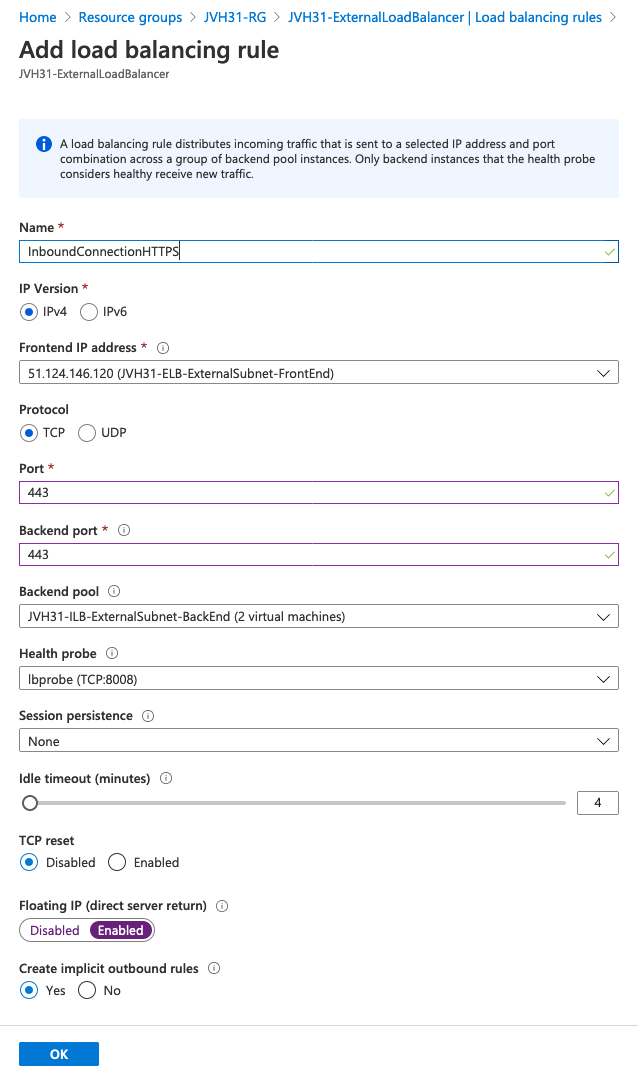 Home > Resource groups > JVH31-RG > JVH31-ExternalLoadBalancer | Load balancing rules >
Add load balancing rule
JVH31-ExternalLoadBalancer
A load balancing rule distributes incoming traffic that is sent to a selected IP address and port
combination across a group of backend pool instances. Only backend instances that the health probe
considers healthy receive new traffic.
Name *
InboundConnectionHTTPS
IP Version *
IPv4 IPv6
Frontend IP address *
51.124.146.120 (JVH31-ELB-ExternalSubnet-FrontEnd)
Protocol
TCP UDP
Port *
443
Backend port *
443
Backend pool
JVH31-ILB-ExternalSubnet-BackEnd (2 virtual machines)
Health probe
lbprobe (TCP:8008)
Session persistence
None
Idle timeout (minutes)
4
TCP reset
Disabled Enabled
Floating IP (direct server return)
Disabled Enabled
Create implicit outbound rules
Yes No
OK